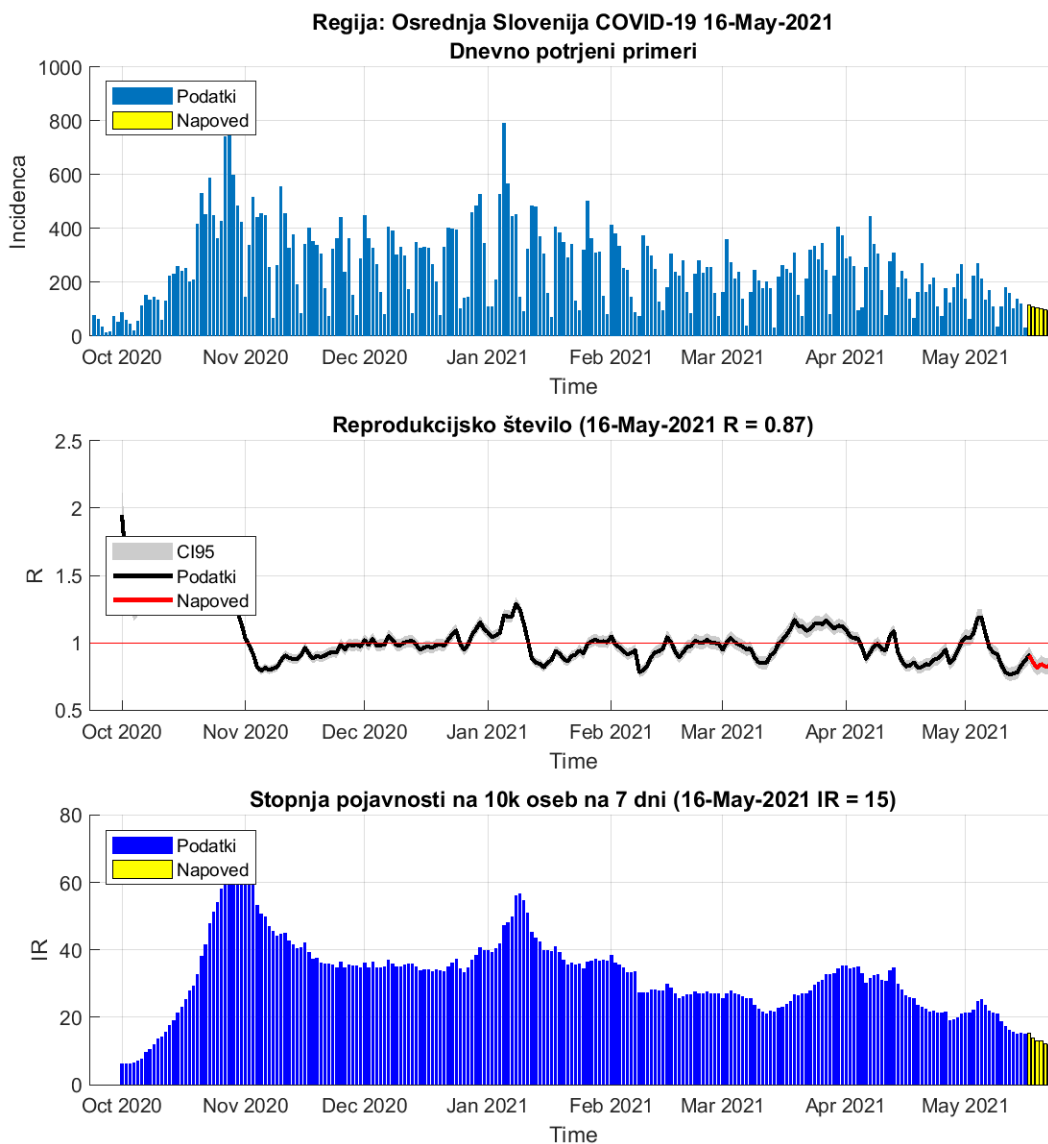 Regija: Osrednja Slovenija COVID-19 16-May-2021
Dnevno potrjeni primeri
1000
800
600
400
200
0
Incidenca
Podatki
Napoved
Oct 2020 Nov 2020 Dec 2020 Jan 2021 Feb 2021 Mar 2021 Apr 2021 May 2021
Time
Reprodukcijsko število (16-May-2021 R = 0.87)
2.5
2
1.5
1
0.5
R
CI95
Podatki
Napoved
Oct 2020 Nov 2020 Dec 2020 Jan 2021 Feb 2021 Mar 2021 Apr 2021 May 2021
Time
Stopnja pojavnosti na 10k oseb na 7 dni (16-May-2021 IR = 15)
80
60
40
20
0
IR
Podatki
Napoved
Oct 2020 Nov 2020 Dec 2020 Jan 2021 Feb 2021 Mar 2021 Apr 2021 May 2021
Time